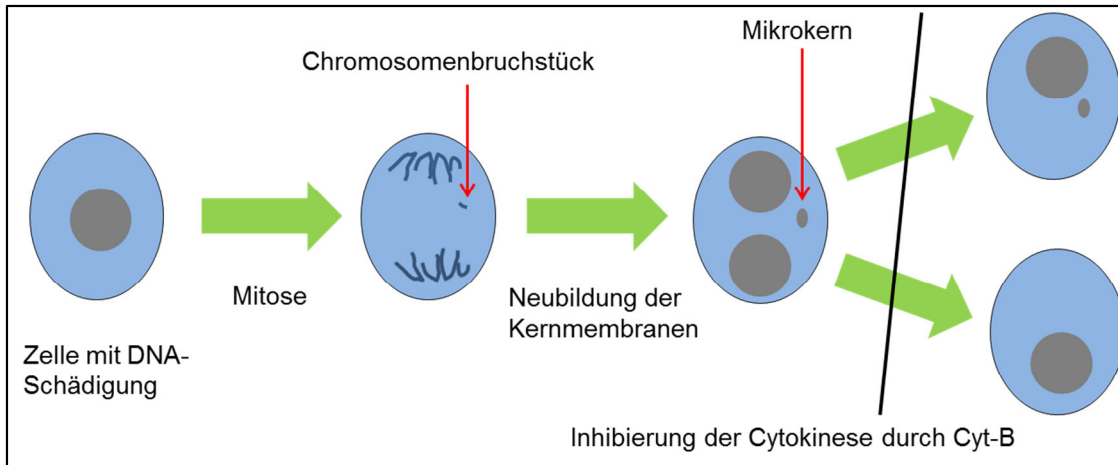 Mikrokern
Chromosomenbruchstück
Mitose
Neubildung der
Kernmembranen
Zelle mit DNA-
Schädigung
Inhibierung der Cytokinese durch Cyt-B